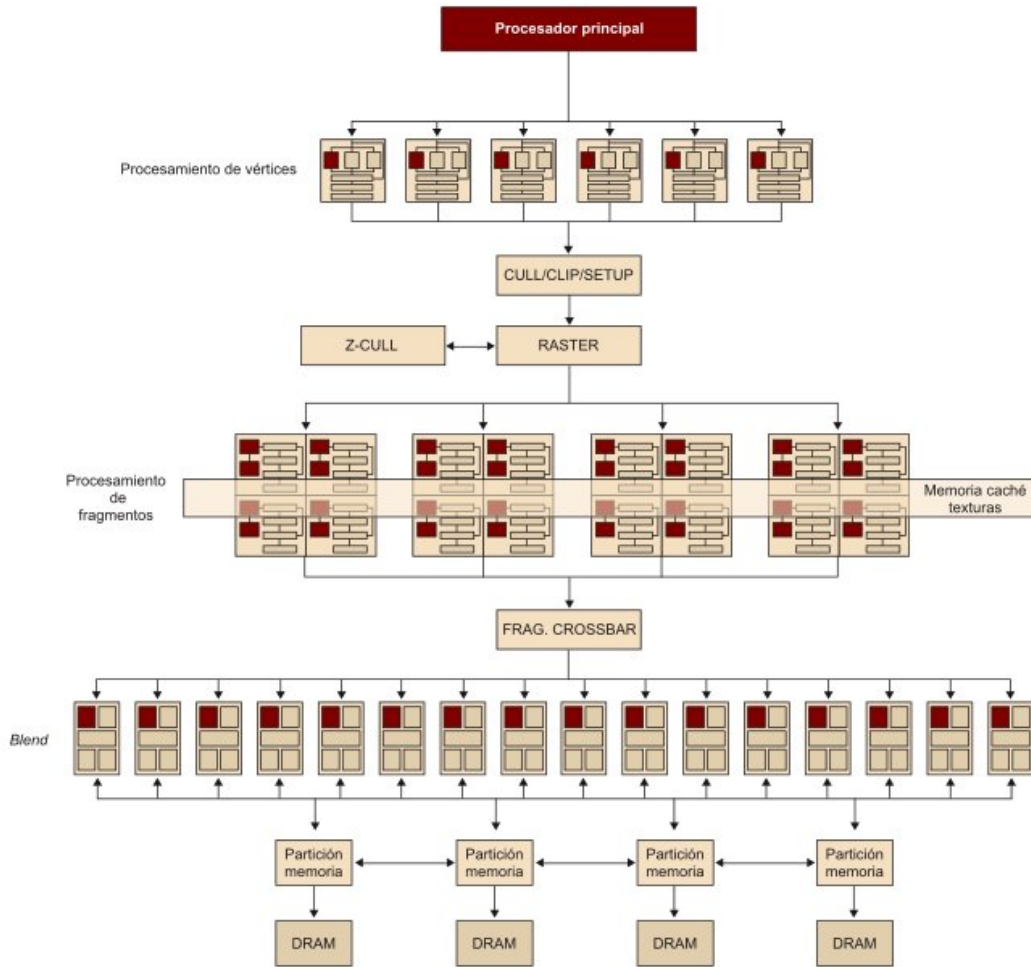 Procesador principal
Procesamiento de vértices
CULL/CLIP/SETUP
Z-CULL
RASTER
Procesamiento
de
fragmentos
Memoria caché
texturas
FRAG. CROSSBAR
Blend
Partición
memoria
Partición
memoria
Partición
memoria
Partición
memoria
DRAM
DRAM
DRAM
DRAM